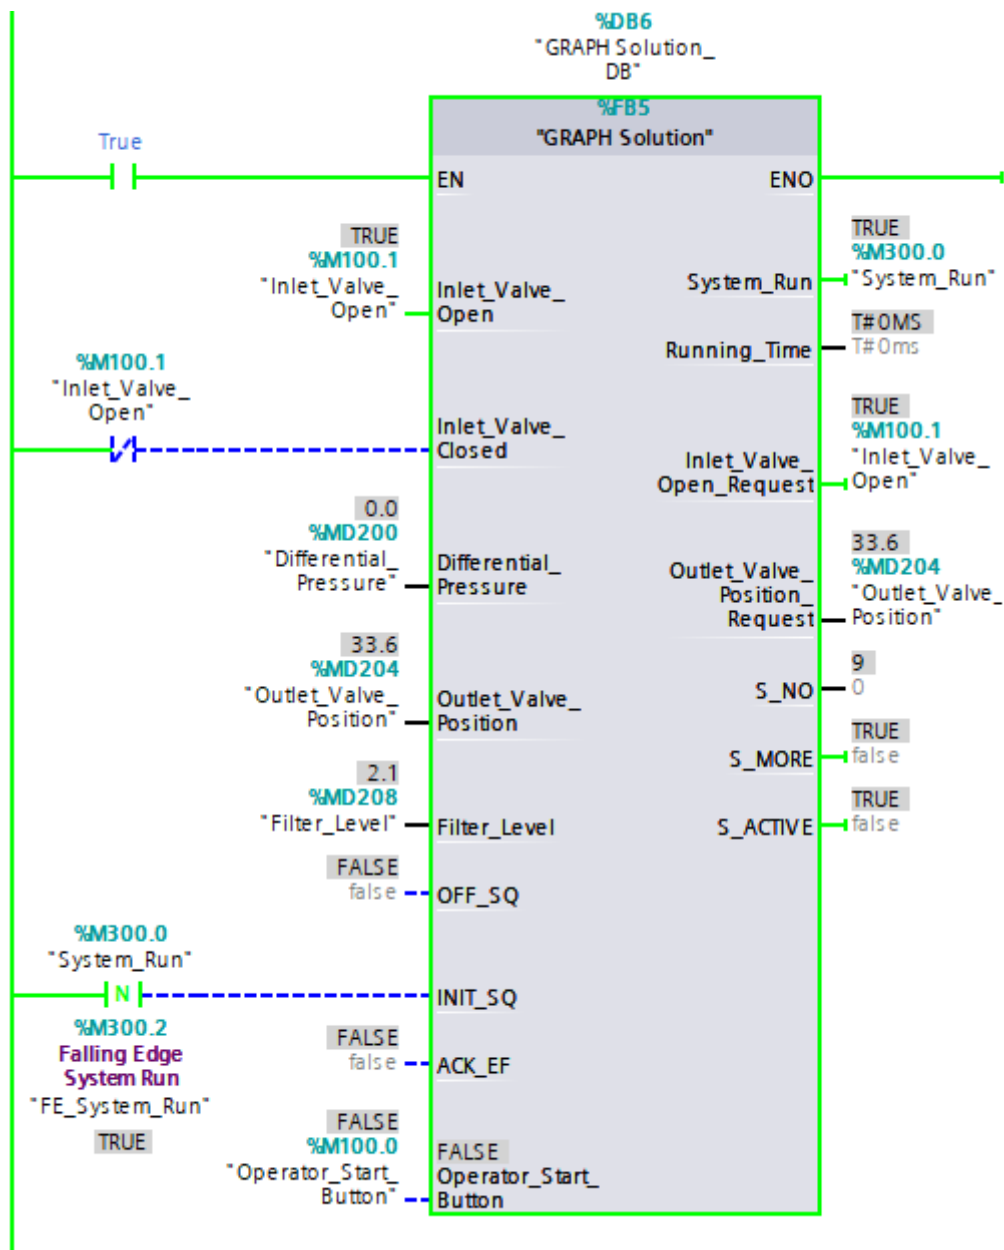 %DB6
"GRAPH Solution_
DB"
%FB5
"GRAPH Solution"
True
EN
ENO
TRUE
%M100.1
"Inlet_Valve_
Open"
Inlet_Valve_
Open
System_Run
TRUE
%M300.0
"System_Run"
Running_Time
T#0MS
T#0ms
%M100.1
"Inlet_Valve_
Open"
Inlet_Valve_
Closed
Inlet_Valve_
Open_Request
TRUE
%M100.1
"Inlet_Valve_
Open"
0.0
%MD200
"Differential_
Pressure"
Differential_
Pressure
Outlet_Valve_
Position_
Request
33.6
%MD204
"Outlet_Valve_
Position"
33.6
%MD204
"Outlet_Valve_
Position"
Outlet_Valve_
Position
S_NO
9
0
S_MORE
TRUE
false
2.1
%MD208
"Filter_Level"
Filter_Level
S_ACTIVE
TRUE
false
FALSE
false
OFF_SQ
%M300.0
"System_Run"
N
INIT_SQ
%M300.2
Falling Edge
System Run
"FE_System_Run"
TRUE
FALSE
false
ACK_EF
FALSE
%M100.0
"Operator_Start_
Button"
FALSE
Operator_Start_
Button